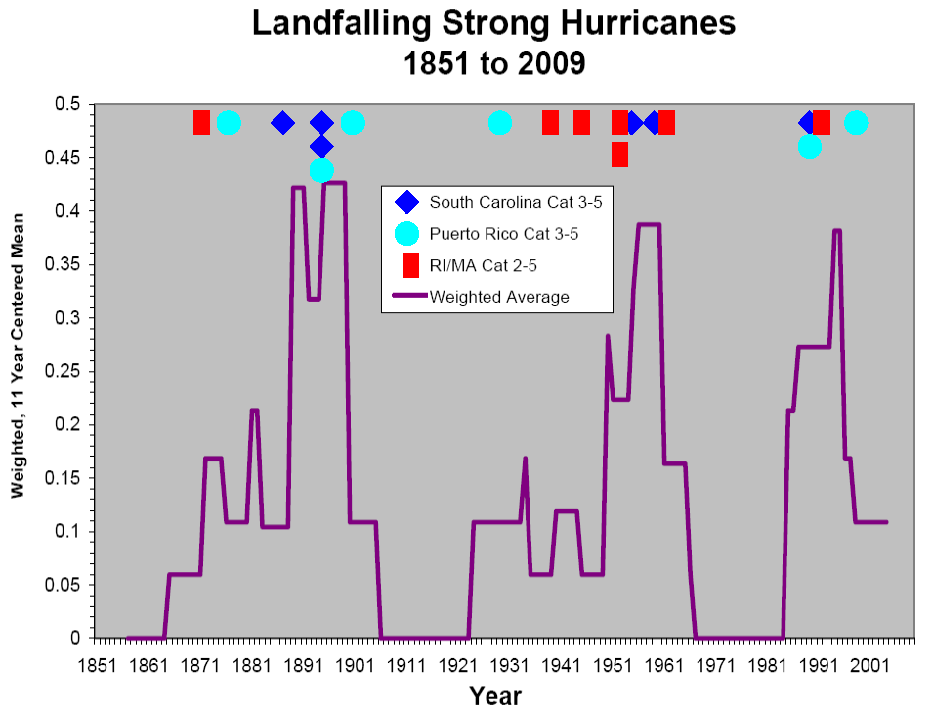 Landfalling Strong Hurricanes
1851 to 2009
Weighted, 11 Year Centered Mean
0.5
0.45
0.4
0.35
0.3
0.25
0.2
0.15
0.1
0.05
0
South Carolina Cat 3-5
Puerto Rico Cat 3-5
RI/MA Cat 2-5
Weighted Average
1851 1861 1871 1881 1891 1901 1911 1921 1931 1941 1951 1961 1971 1981 1991 2001
Year